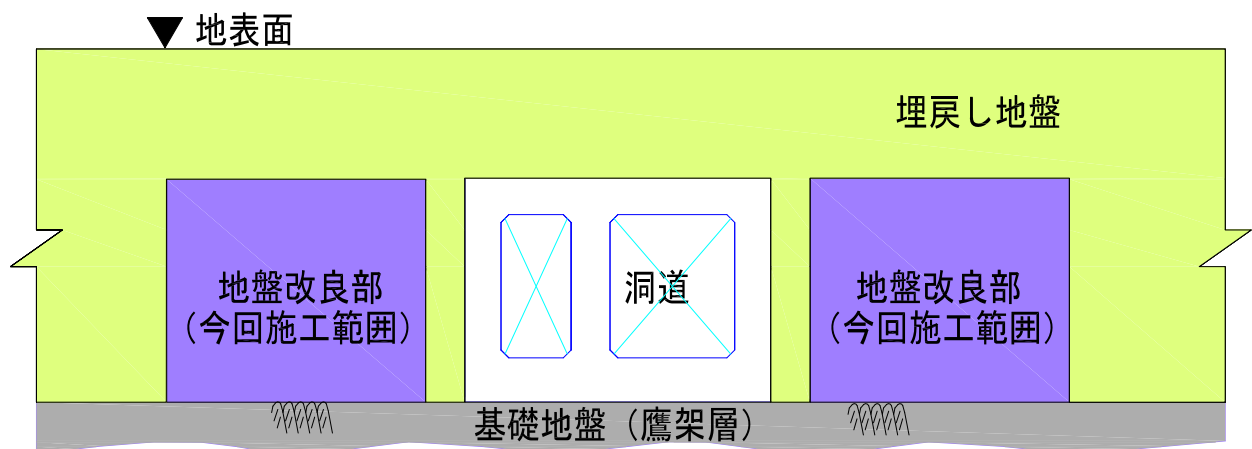 地表面
埋戻し地盤
地盤改良部
（今回施工範囲）
洞道
地盤改良部
（今回施工範囲）
基礎地盤（鷹架層）